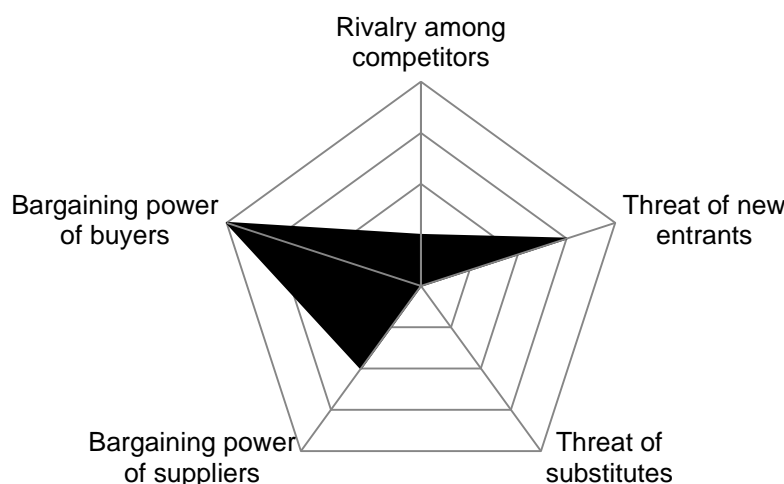 Rivalry among
competitors
Bargaining power
of buyers
Threat of new
entrants
Bargaining power
of suppliers
Threat of
substitutes